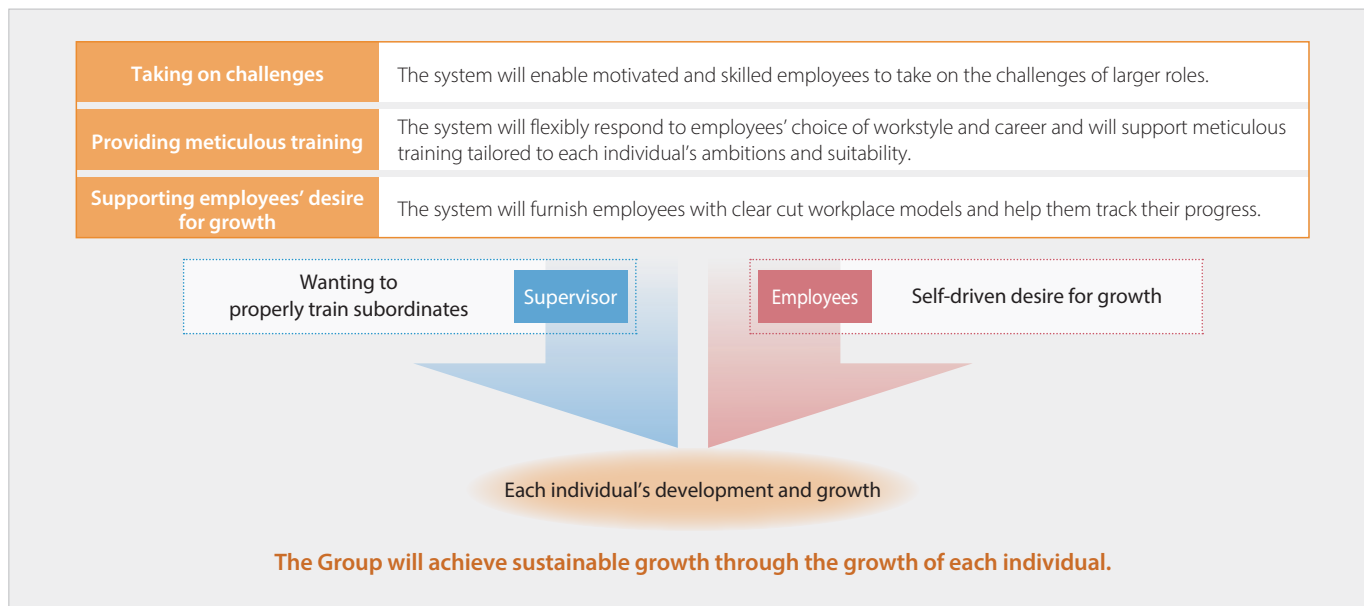 Taking on challenges
The system will enable motivated and skilled employees to take on the challenges of larger roles.
Providing meticulous training
The system will flexibly respond to employees’ choice of workstyle and career and will support meticulous
training tailored to each individual’s ambitions and suitability.
Supporting employees’ desire
for growth
The system will furnish employees with clear cut workplace models and help them track their progress.
Wanting to
properly train subordinates
Supervisor
Employees
Self-driven desire for growth
Each individual’s development and growth
The Group will achieve sustainable growth through the growth of each individual.